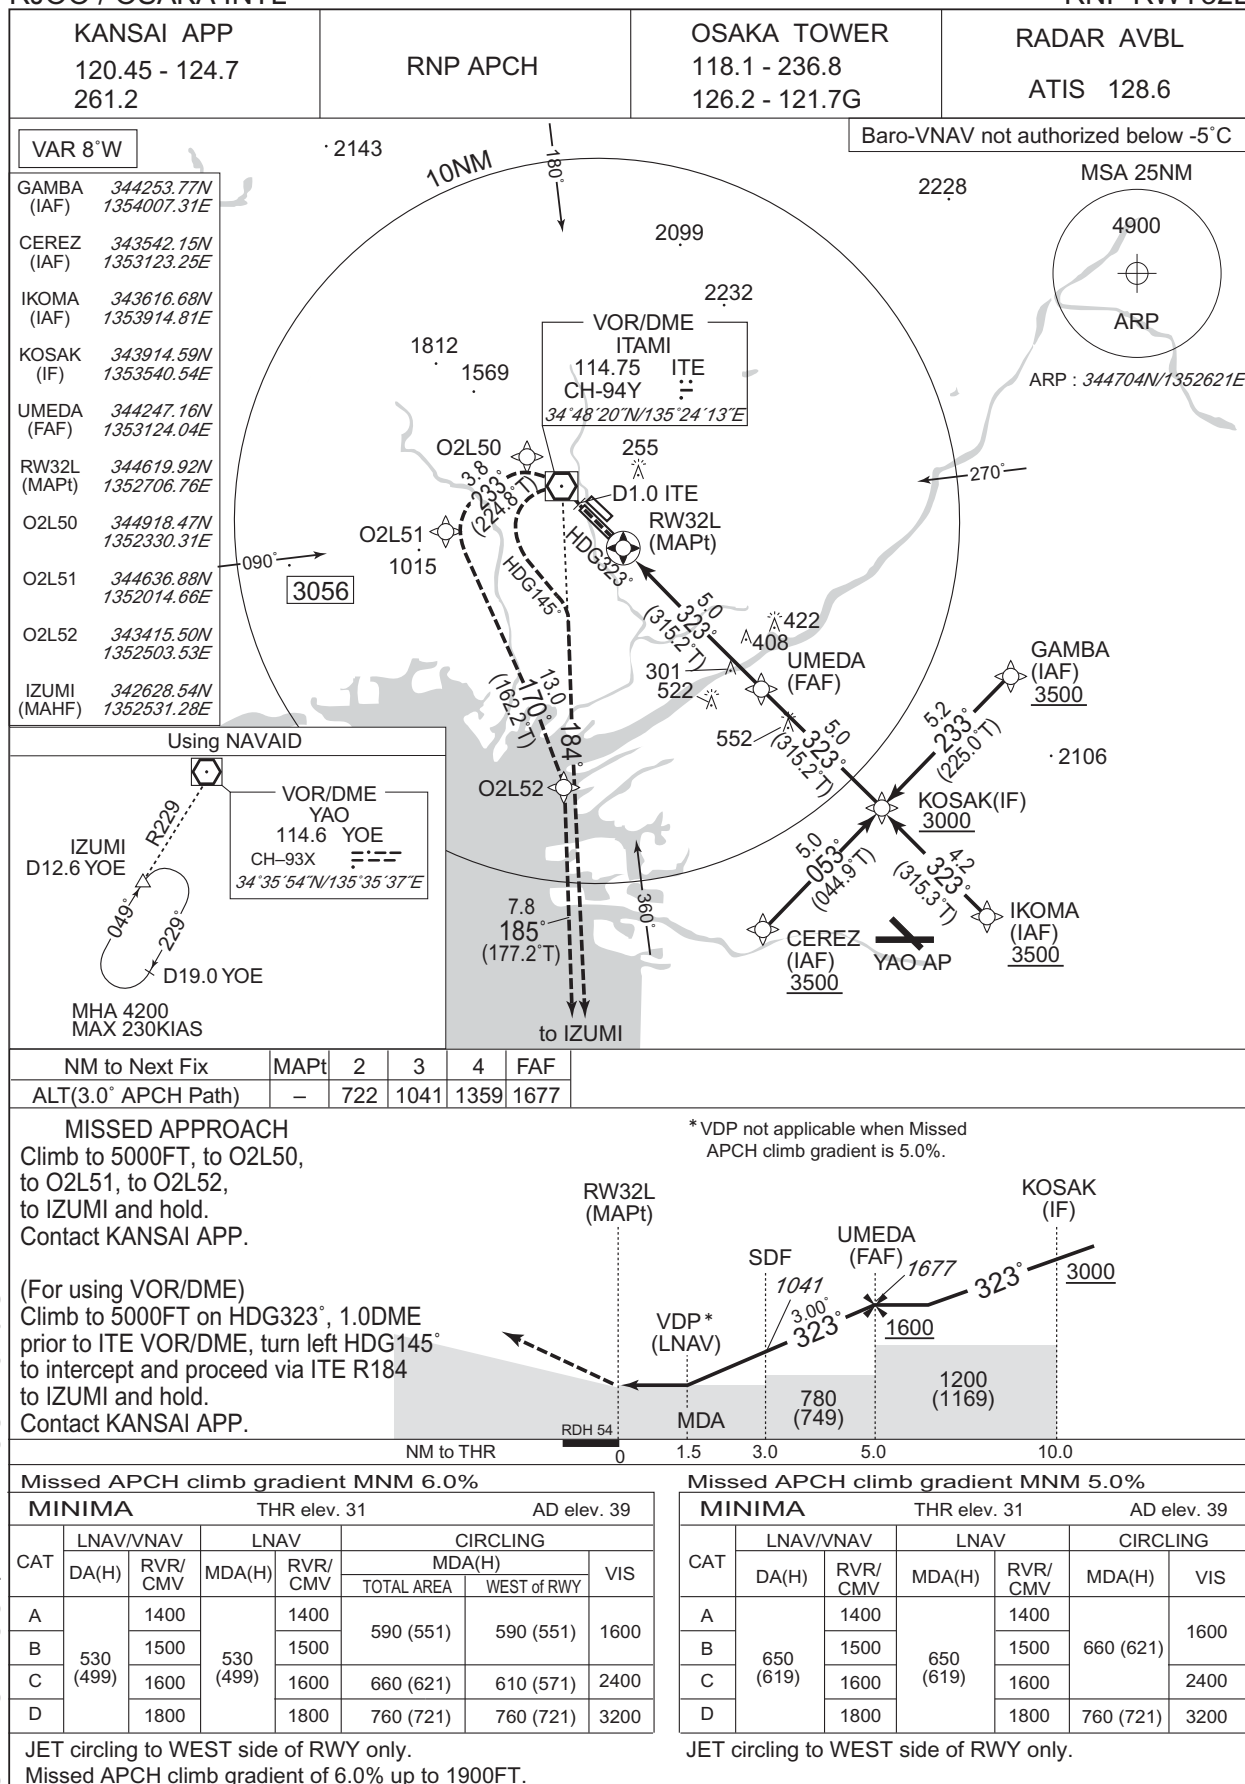 KANSAI APP
120.45 - 124.7
261.2
RNP APCH
OSAKA TOWER
118.1 - 236.8
126.2 - 121.7G
RADAR AVBL
ATIS 128.6
VAR 8°W
Baro-VNAV not authorized below -5°C
GAMBA 344253.77N
(IAF) 1354007.31E
CEREZ 343542.15N
(IAF) 1353123.25E
IKOMA 343616.68N
(IAF) 1353914.81E
KOSAK 343914.59N
(IF) 1353540.54E
UMEDA 344247.16N
(FAF) 1353124.04E
RW32L 344619.92N
(MAPt) 1352706.76E
O2L50 344918.47N
1352330.31E
O2L51 344636.88N
1352014.66E
O2L52 343415.50N
1352503.53E
IZUMI 342628.54N
(MAHF) 1352531.28E
2143
10NM
180°
2228
MSA 25NM
4900
ARP
ARP : 344704N/1352621E
2099
2232
1812
1569
VOR/DME
ITAMI
114.75 ITE
CH-94Y
34°48´20˝N/135°24´13˝E
O2L50
255
3.8
233°
(224.8°T)
D1.0 ITE
RW32L
(MAPt)
270°
O2L51
1015
HDG323°
HDG145°
090°
3056
5.0
323°
(315.2°T)
422
408
UMEDA
(FAF)
301
522
552
GAMBA
(IAF)
3500
5.2
233°
(225.0°T)
2106
5.0
323°
(315.2°T)
13.0
170°
(162.2°T)
184°
O2L52
KOSAK(IF)
3000
5.0
053°
(044.9°T)
4.2
323°
(315.3°T)
360°
7.8
185°
(177.2°T)
CEREZ
(IAF)
3500
YAO AP
IKOMA
(IAF)
3500
to IZUMI
Using NAVAID
VOR/DME
YAO
114.6 YOE
CH–93X
34°35´54˝N/135°35´37˝E
R229
IZUMI
D12.6 YOE
049°
229°
D19.0 YOE
MHA 4200
MAX 230KIAS
NM to Next Fix MAPt 2 3 4 FAF
ALT(3.0° APCH Path) – 722 1041 1359 1677
MISSED APPROACH
Climb to 5000FT, to O2L50,
to O2L51, to O2L52,
to IZUMI and hold.
Contact KANSAI APP.
(For using VOR/DME)
Climb to 5000FT on HDG323°, 1.0DME
prior to ITE VOR/DME, turn left HDG145°
to intercept and proceed via ITE R184
to IZUMI and hold.
Contact KANSAI APP.
*VDP not applicable when Missed
APCH climb gradient is 5.0%.
RW32L
(MAPt)
KOSAK
(IF)
UMEDA
(FAF)
SDF
1677
1041
323°
3000
3.00°
323°
VDP*
(LNAV)
1600
1200
(1169)
780
(749)
MDA
RDH 54
NM to THR 0 1.5 3.0 5.0 10.0
Missed APCH climb gradient MNM 6.0%
MINIMA THR elev. 31 AD elev. 39
CAT LNAV/VNAV LNAV CIRCLING
DA(H) RVR/CMV MDA(H) RVR/CMV MDA(H) VIS
TOTAL AREA WEST of RWY
A 530 (499) 1400 530 (499) 1400 590 (551) 590 (551) 1600
B 1500 1500
C 1600 1600 660 (621) 610 (571) 2400
D 1800 1800 760 (721) 760 (721) 3200
JET circling to WEST side of RWY only.
Missed APCH climb gradient of 6.0% up to 1900FT.
Missed APCH climb gradient MNM 5.0%
MINIMA THR elev. 31 AD elev. 39
CAT LNAV/VNAV LNAV CIRCLING
DA(H) RVR/CMV MDA(H) RVR/CMV MDA(H) VIS
A 650 (619) 1400 650 (619) 1400 660 (621) 1600
B 1500 1500
C 1600 1600 2400
D 1800 1800 760 (721) 3200
JET circling to WEST side of RWY only.